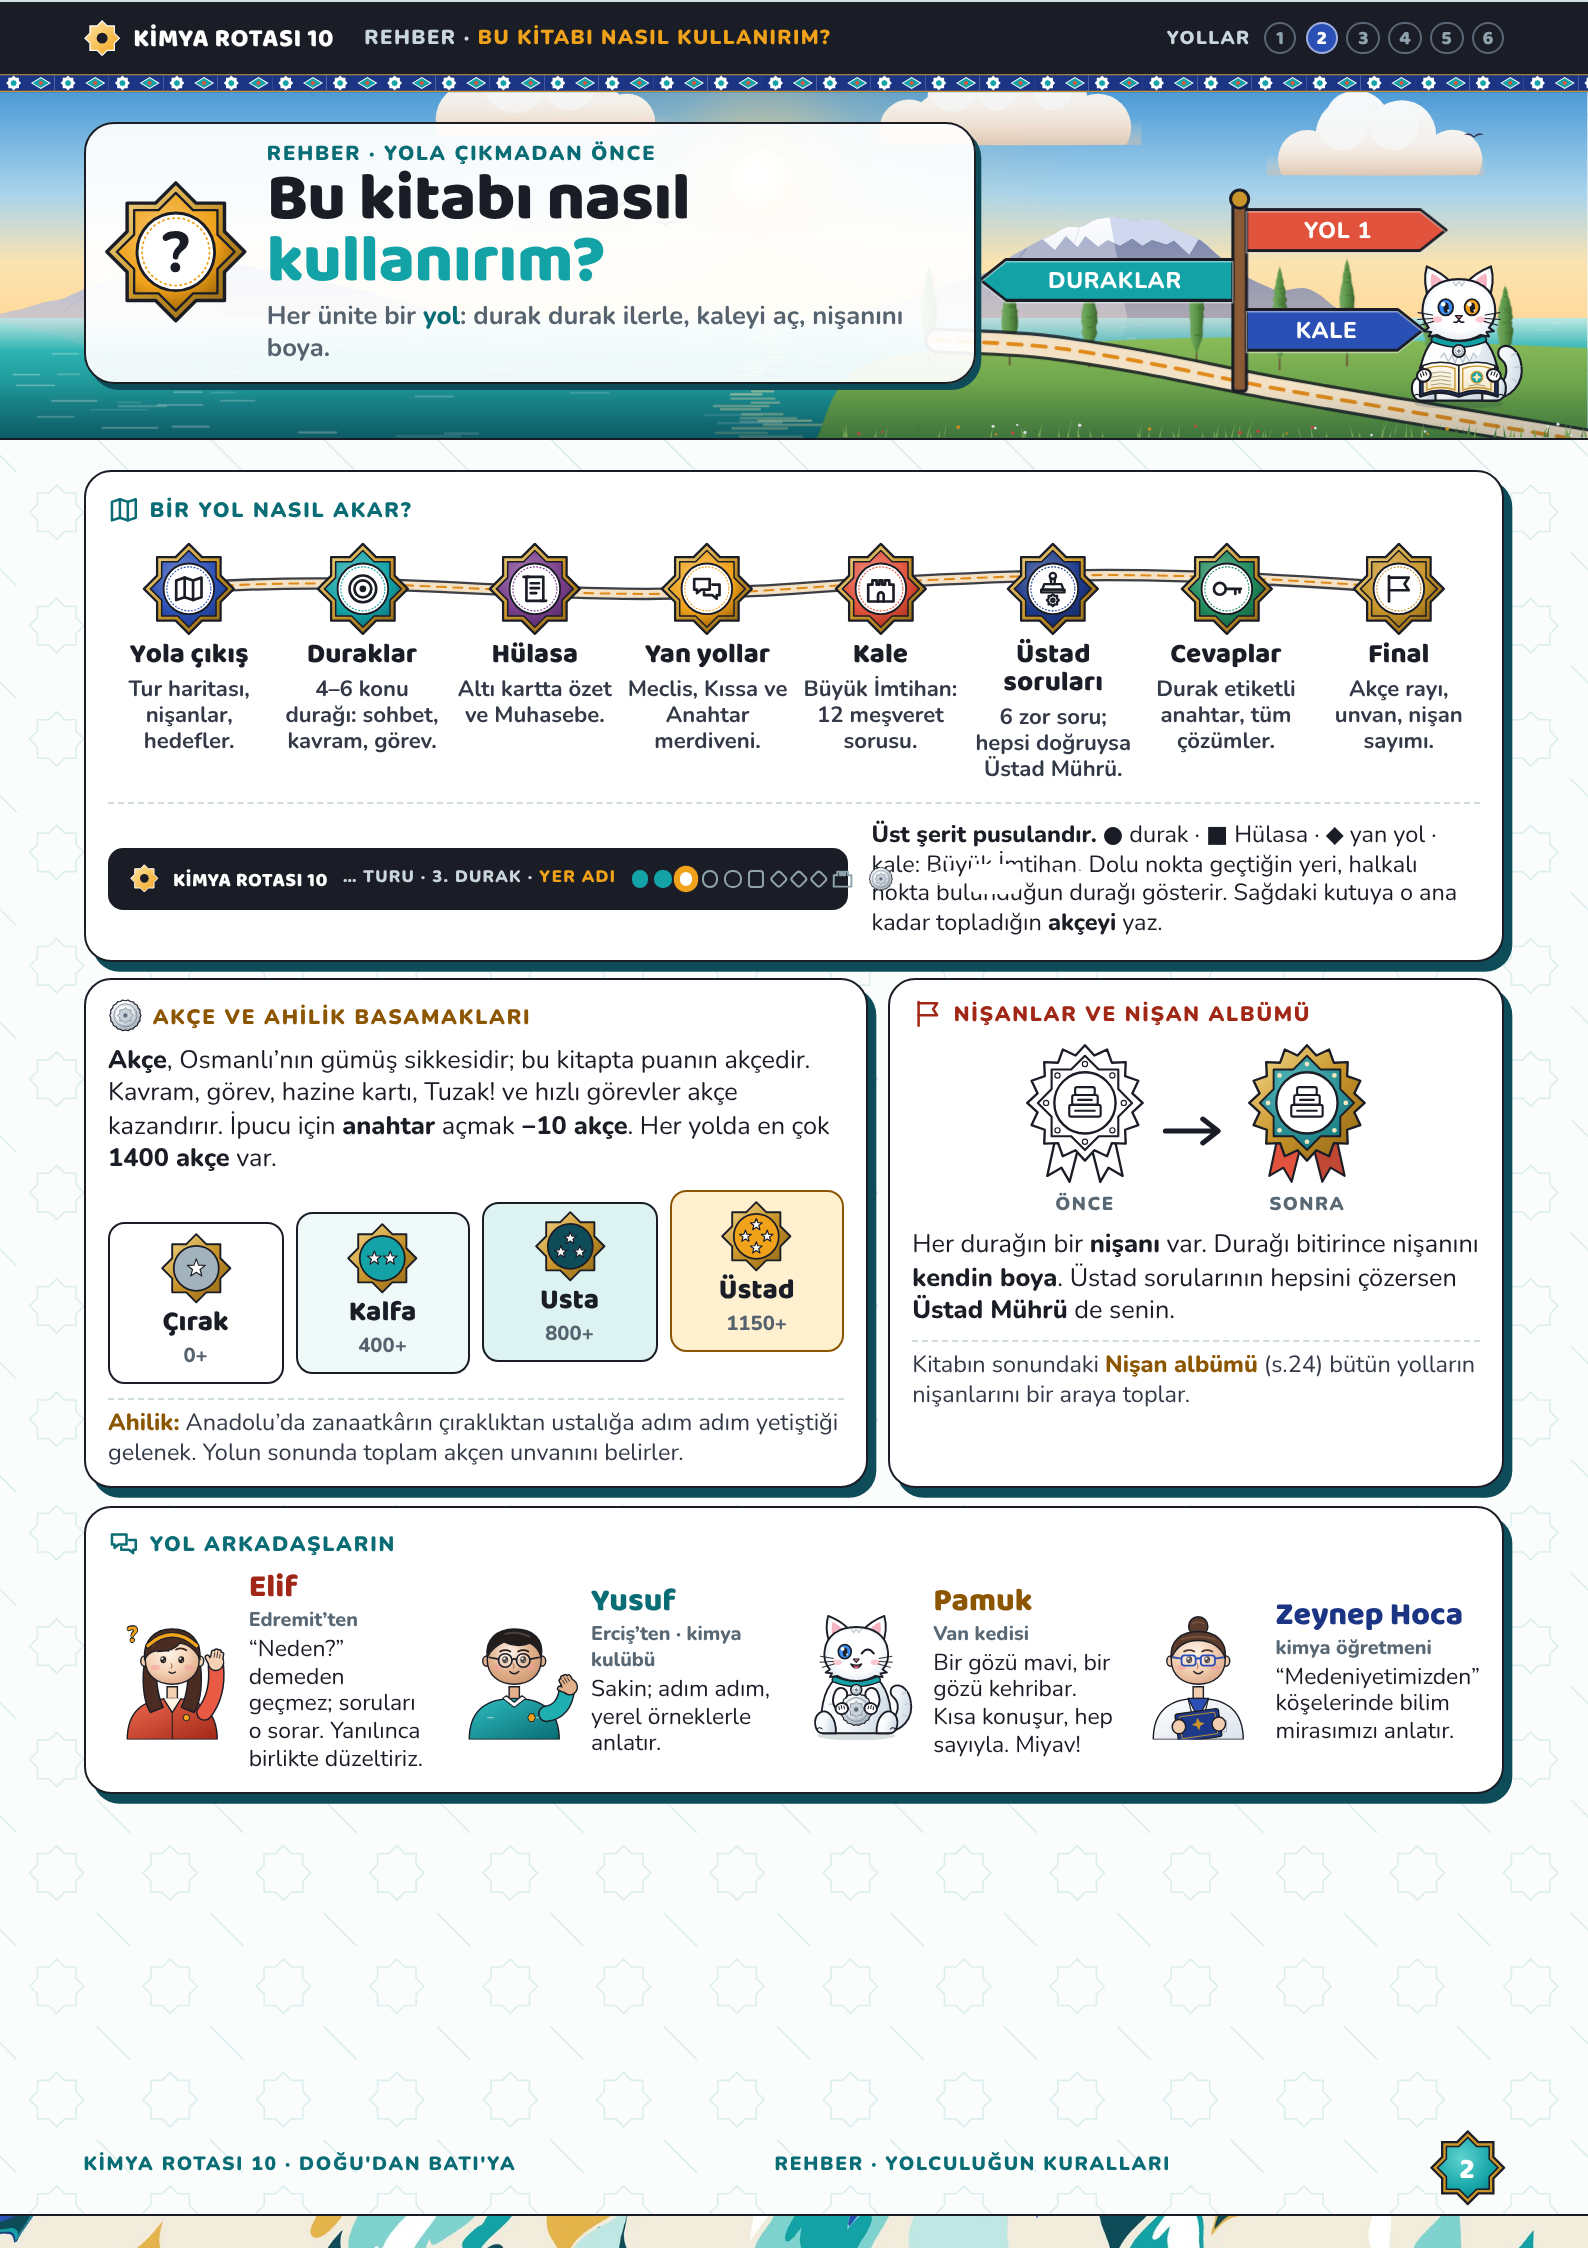 KİMYA ROTASI 10 REHBER · BU KİTABI NASIL KULLANIRIM? YOLLAR 1 2 3 4 5 6
REHBER · YOLA ÇIKMADAN ÖNCE
Bu kitabı nasıl
kullanırım?
?
Her ünite bir yol: durak durak ilerle, kaleyi aç, nişanını
boya.
YOL 1
DURAKLAR
KALE
BİR YOL NASIL AKAR?
Yola çıkış
Tur haritası,
nişanlar,
hedefler.
Duraklar
4–6 konu
durağı: sohbet,
kavram, görev.
Hülasa
Altı kartta özet
ve Muhasebe.
Yan yollar
Meclis, Kıssa ve
Anahtar
merdiveni.
Kale
Büyük İmtihan:
12 meşveret
sorusu.
Üstad
soruları
6 zor soru;
hepsi doğruysa
Üstad Mührü.
Cevaplar
Durak etiketli
anahtar, tüm
çözümler.
Final
Akçe rayı,
unvan, nişan
sayımı.
KİMYA ROTASI 10 ... TURU · 3. DURAK · YER ADI
Üst şerit pusulandır. ● durak · ■ Hülasa · ◆ yan yol ·
kale: Büyük İmtihan. Dolu nokta geçtiğin yeri, halkalı
nokta bulunduğun durağı gösterir. Sağdaki kutuya o ana
kadar topladığın akçeyi yaz.
AKÇE VE AHİLİK BASAMAKLARI
Akçe, Osmanlı’nın gümüş sikkesidir; bu kitapta puanın akçedir.
Kavram, görev, hazine kartı, Tuzak! ve hızlı görevler akçe
kazandırır. İpucu için anahtar açmak −10 akçe. Her yolda en çok
1400 akçe var.
Çırak
0+
Kalfa
400+
Usta
800+
Üstad
1150+
Ahilik: Anadolu’da zanaatkârın çıraklıktan ustalığa adım adım yetiştiği
gelenek. Yolun sonunda toplam akçen unvanını belirler.
NİŞANLAR VE NİŞAN ALBÜMÜ
ÖNCE
SONRA
Her durağın bir nişanı var. Durağı bitirince nişanını
kendin boya. Üstad sorularının hepsini çözersen
Üstad Mührü de senin.
Kitabın sonundaki Nişan albümü (s.24) bütün yolların
nişanlarını bir araya toplar.
YOL ARKADAŞLARIN
?
Elif
Edremit’ten
“Neden?”
demeden
geçmez; soruları
o sorar. Yanılınca
birlikte düzeltiriz.
Yusuf
Erciş’ten · kimya
kulübü
Sakin; adım adım,
yerel örneklerle
anlatır.
Pamuk
Van kedisi
Bir gözü mavi, bir
gözü kehribar.
Kısa konuşur, hep
sayıyla. Miyav!
Zeynep Hoca
kimya öğretmeni
“Medeniyetimizden”
köşelerinde bilim
mirasımızı anlatır.
KİMYA ROTASI 10 · DOĞU'DAN BATI'YA
REHBER · YOLCULUĞUN KURALLARI
2